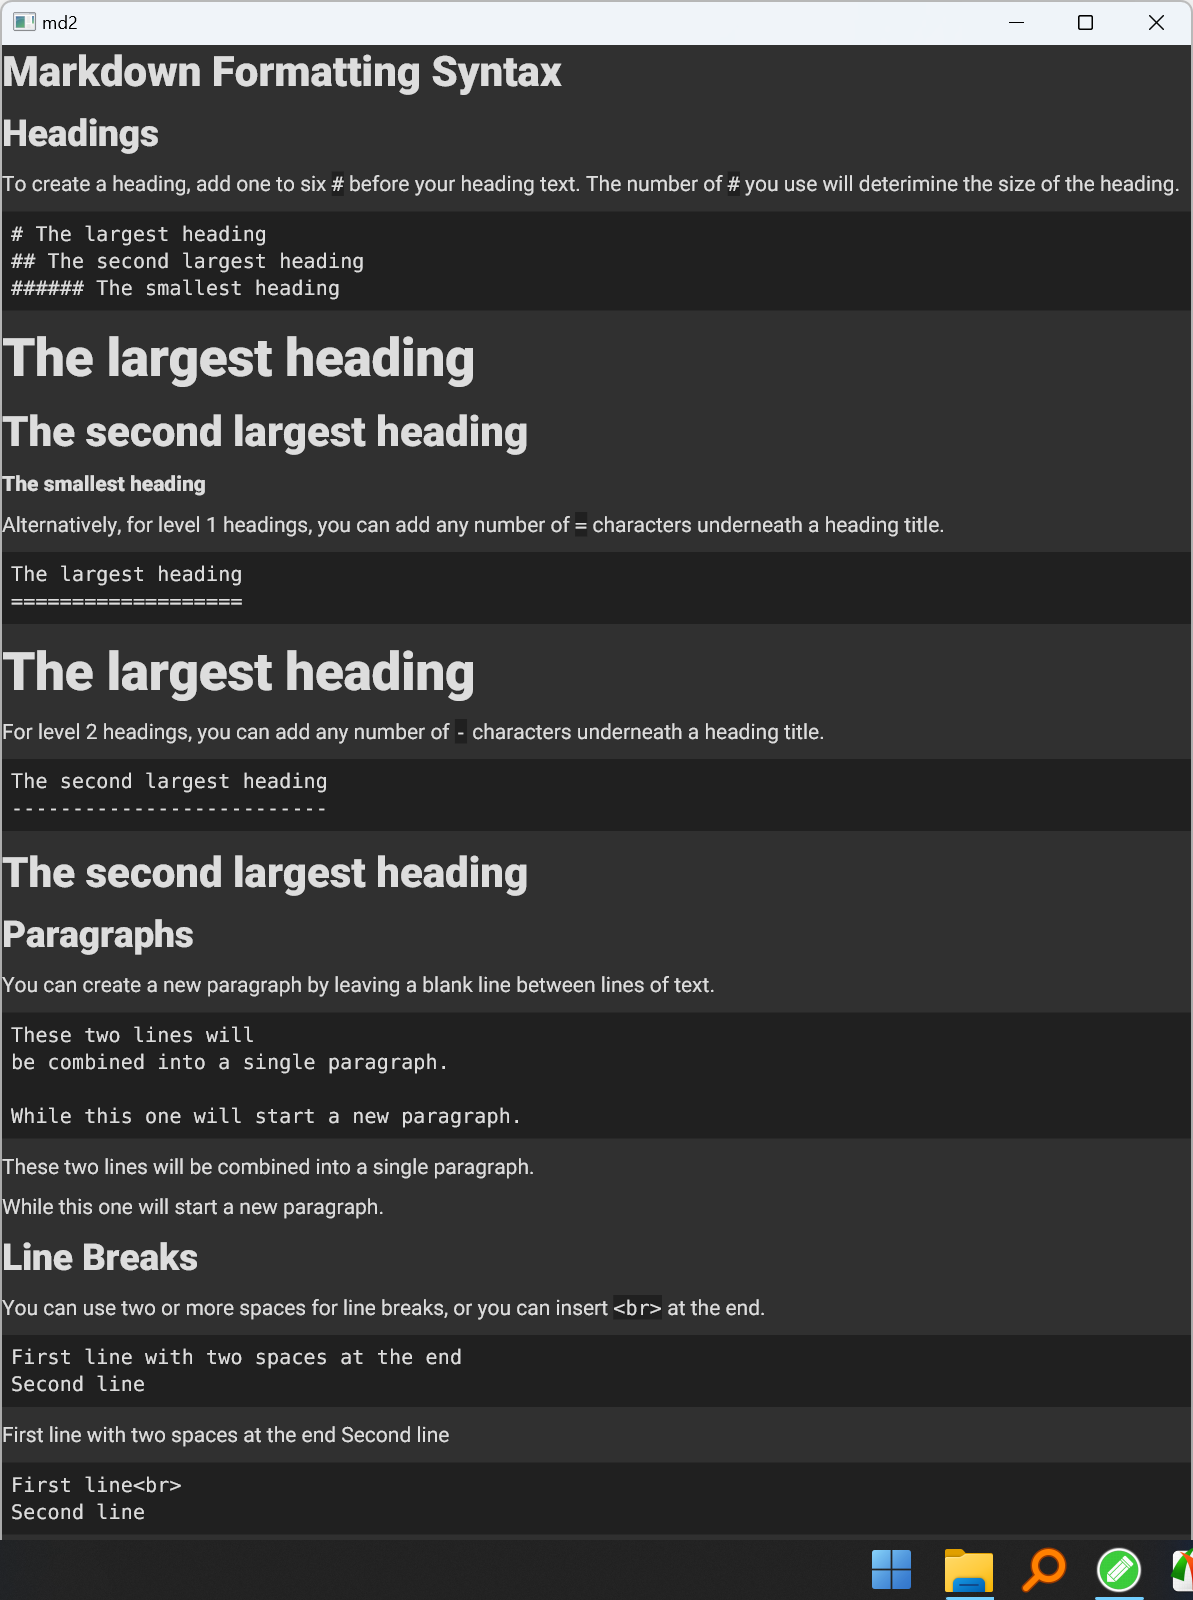 md2
Markdown Formatting Syntax
Headings
To create a heading, add one to six # before your heading text. The number of # you use will deterimine the size of the heading.
# The largest heading
## The second largest heading
###### The smallest heading
The largest heading
The second largest heading
The smallest heading
Alternatively, for level 1 headings, you can add any number of = characters underneath a heading title.
The largest heading
===================
The largest heading
For level 2 headings, you can add any number of - characters underneath a heading title.
The second largest heading
--------------------------
The second largest heading
Paragraphs
You can create a new paragraph by leaving a blank line between lines of text.
These two lines will
be combined into a single paragraph.
While this one will start a new paragraph.
These two lines will be combined into a single paragraph.
While this one will start a new paragraph.
Line Breaks
You can use two or more spaces for line breaks, or you can insert <br> at the end.
First line with two spaces at the end
Second line
First line with two spaces at the end Second line
First line<br>
Second line